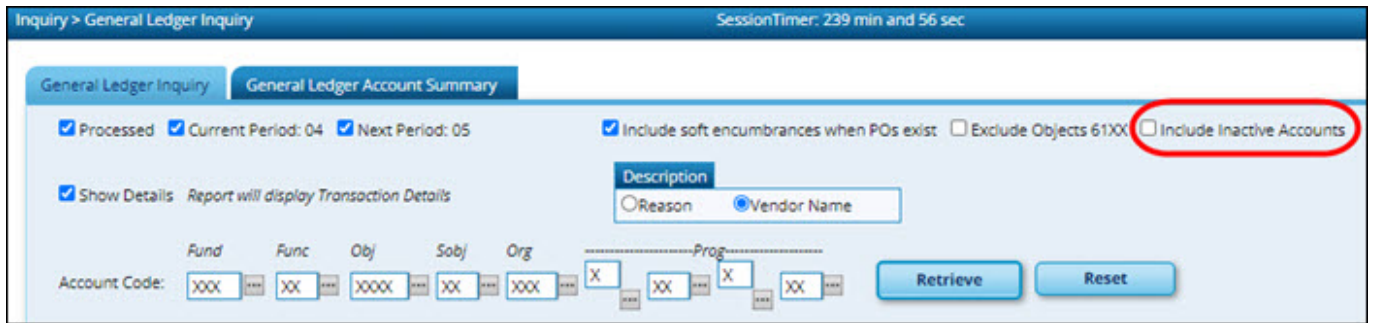 Inquiry > General Ledger Inquiry SessionTimer: 239 min and 56 sec
General Ledger Inquiry General Ledger Account Summary
Processed Current Period: 04 Next Period: 05 Include soft encumbrances when POs exist Exclude Objects 61XX Include Inactive Accounts
Description
Show Details Report will display Transaction Details Reason Vendor Name
Fund Func Obj Sobj Org -----------------------Prog---------------------
Account Code: XXX XX XXXX XX XXX X XX X XX Retrieve Reset